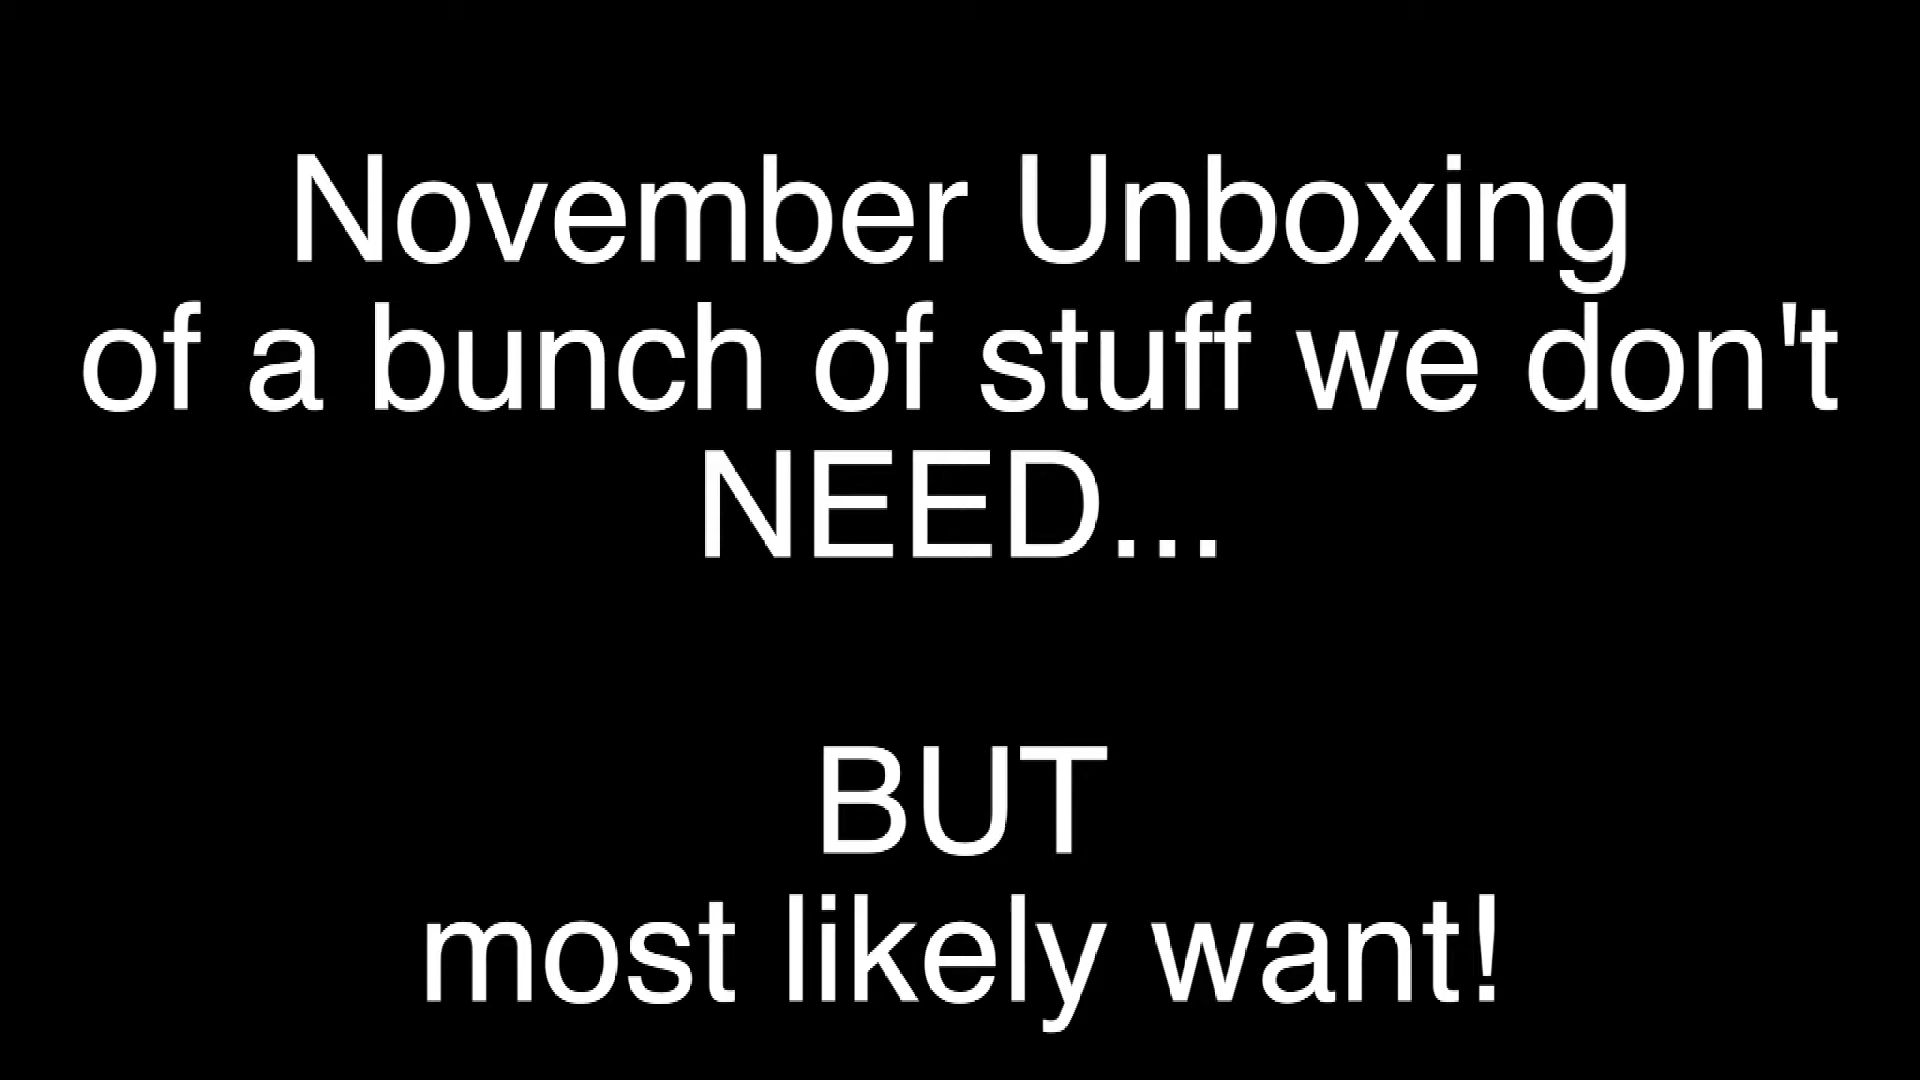 November Unboxing
of a bunch of stuff we don't
NEED...
BUT
most likely want!